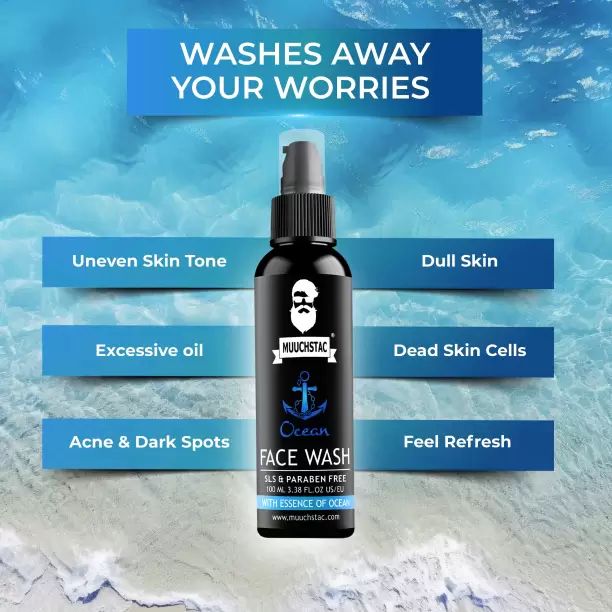 WASHES AWAY
YOUR WORRIES
Uneven Skin Tone
Dull Skin
Excessive oil
Dead Skin Cells
Acne & Dark Spots
Feel Refresh
MUUCHSTAC®
Ocean
FACE WASH
SLS & PARABEN FREE
100 ML 3.38 FL.OZ US/EU
WITH ESSENCE OF OCEAN
www.muuchstac.com